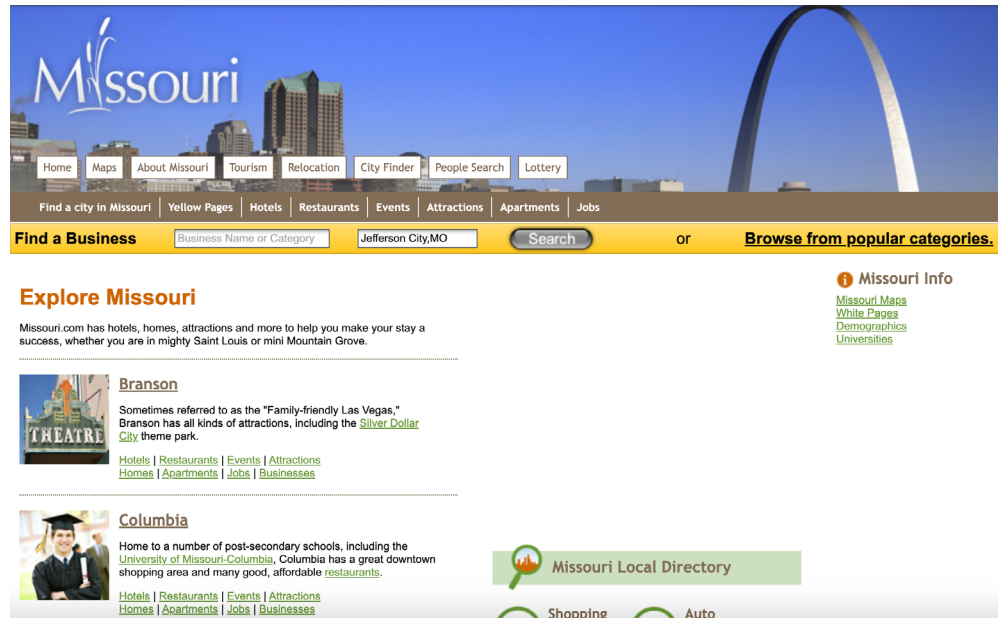 Missouri
Home Maps About Missouri Tourism Relocation City Finder People Search Lottery
Find a city in Missouri Yellow Pages Hotels Restaurants Events Attractions Apartments Jobs
Find a Business Business Name or Category Jefferson City,MO Search or Browse from popular categories.
Explore Missouri
Missouri.com has hotels, homes, attractions and more to help you make your stay a
success, whether you are in mighty Saint Louis or mini Mountain Grove.
THEATRE
Branson
Sometimes referred to as the "Family-friendly Las Vegas,"
Branson has all kinds of attractions, including the Silver Dollar
City theme park.
Hotels | Restaurants | Events | Attractions
Homes | Apartments | Jobs | Businesses
Columbia
Home to a number of post-secondary schools, including the
University of Missouri-Columbia, Columbia has a great downtown
shopping area and many good, affordable restaurants.
Hotels | Restaurants | Events | Attractions
Homes | Apartments | Jobs | Businesses
Missouri Local Directory
Shopping Auto
Missouri Info
Missouri Maps
White Pages
Demographics
Universities